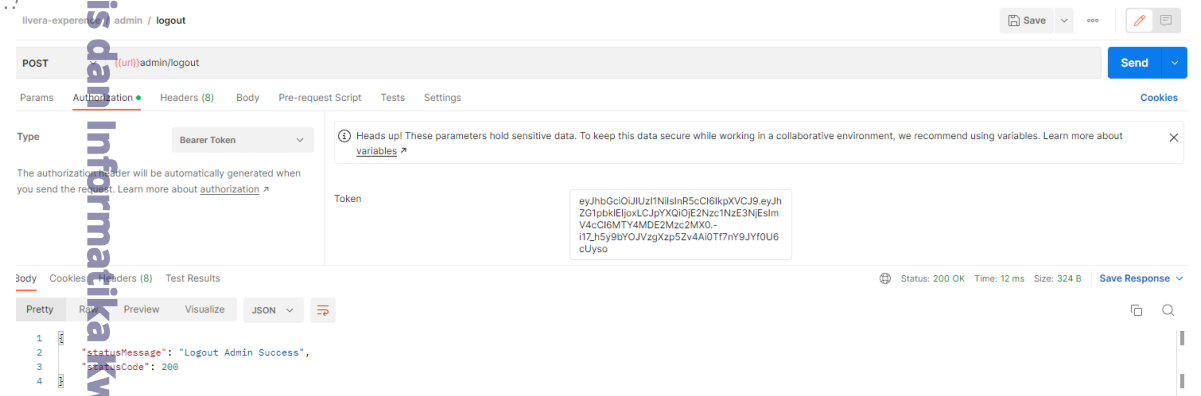 livera-experence / admin / logout
Save
POST {{url}}admin/logout Send
Params Authorization Headers (8) Body Pre-request Script Tests Settings Cookies
Type Bearer Token
Heads up! These parameters hold sensitive data. To keep this data secure while working in a collaborative environment, we recommend using variables. Learn more about
variables
The authorization header will be automatically generated when
you send the request. Learn more about authorization
Token
eyJhbGciOiJIUzI1NiIsInR5cCI6IkpXVCJ9.eyJh
ZG1pbklEIjoxLCJpYXQiOjE2Nzc1NzE3NjEsIm
V4cCI6MTY4MDE2Mzc2MX0.-
i17_h5y9bYOJVzgXzp5Zv4Ai0Tf7nY9JYf0U6
cUyso
Body Cookies Headers (8) Test Results Status: 200 OK Time: 12 ms Size: 324 B Save Response
Pretty Raw Preview Visualize JSON
1 {
2 "statusMessage": "Logout Admin Success",
3 "statusCode": 200
4 }
is dan Informatika Kw